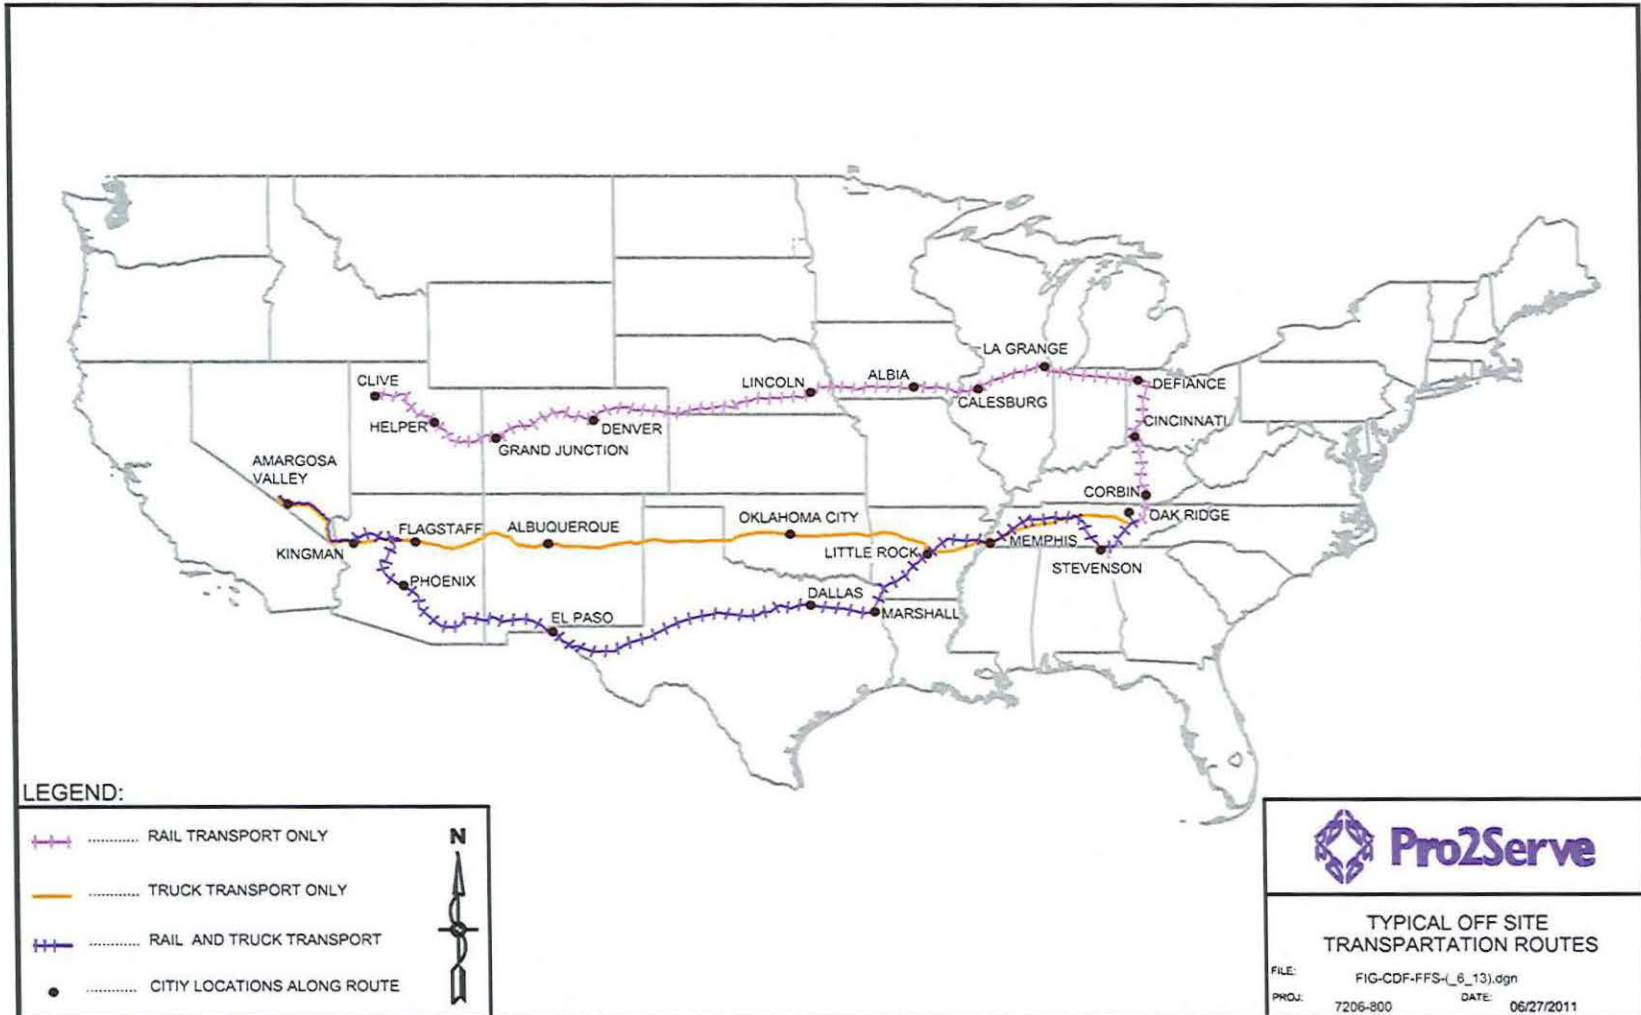 LA GRANGE
CLIVE
LINCOLN
ALBIA
DEFIANCE
CALESBURG
HELPER
DENVER
CINCINNATI
GRAND JUNCTION
AMARGOSA
VALLEY
CORBIN
OAK RIDGE
FLAGSTAFF
ALBUQUERQUE
OKLAHOMA CITY
KINGMAN
LITTLE ROCK
MEMPHIS
STEVENSON
PHOENIX
DALLAS
MARSHALL
EL PASO
LEGEND:
RAIL TRANSPORT ONLY
TRUCK TRANSPORT ONLY
RAIL AND TRUCK TRANSPORT
CITIY LOCATIONS ALONG ROUTE
N
Pro2Serve
TYPICAL OFF SITE
TRANSPARTATION ROUTES
FILE: FIG-CDF-FFS-(_6_13).dgn
PROJ: 7206-800 DATE: 06/27/2011